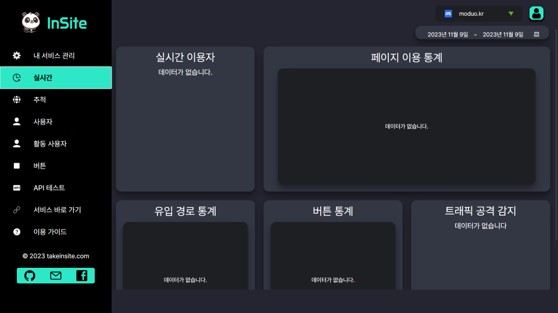 InSite
moduo.kr
2023년 11월 9일 ~ 2023년 11월 9일
내 서비스 관리
실시간
추적
사용자
활동 사용자
버튼
API 테스트
서비스 바로 가기
이용 가이드
© 2023 takeinsite.com
실시간 이용자
데이터가 없습니다.
페이지 이용 통계
데이터가 없습니다.
유입 경로 통계
데이터가 없습니다.
버튼 통계
데이터가 없습니다.
트래픽 공격 감지
데이터가 없습니다